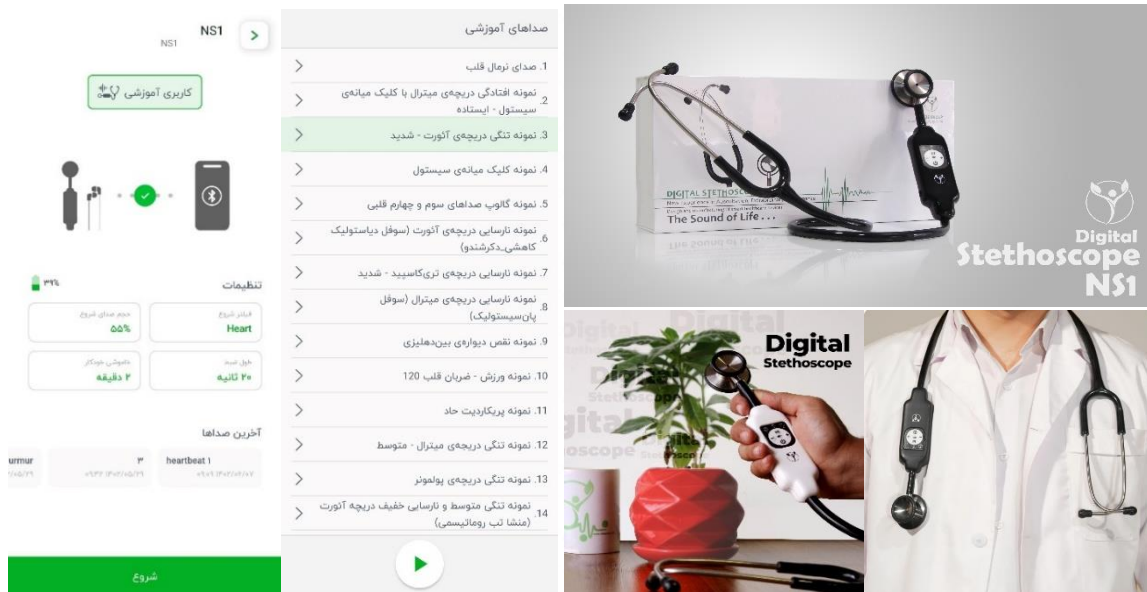 NS1
NS1
کاربری آموزشی
تنظیمات
۳۹%
فیلتر شروع
Heart
حجم صدای شروع
۵۵%
طول ضبط
۲۰ ثانیه
خاموشی خودکار
۲ دقیقه
آخرین صداها
heartbeat ۱
۳
urmur
شروع
صداهای آموزشی
1. صدای نرمال قلب
2. نمونه افتادگی دریچه‌ی میترال با کلیک میانه‌ی
سیستول - ایستاده
3. نمونه تنگی دریچه‌ی آئورت - شدید
4. نمونه کلیک میانه‌ی سیستول
5. نمونه گالوپ صداهای سوم و چهارم قلبی
6. نمونه نارسایی دریچه‌ی آئورت (سوفل دیاستولیک
کاهشی_دکرشندو)
7. نمونه نارسایی دریچه‌ی تری‌کاسپید - شدید
8. نمونه نارسایی دریچه‌ی میترال (سوفل
پان‌سیستولیک)
9. نمونه نقص دیواره‌ی بین‌دهلیزی
10. نمونه ورزش - ضربان قلب 120
11. نمونه پریکاردیت حاد
12. نمونه تنگی دریچه‌ی میترال - متوسط
13. نمونه تنگی دریچه‌ی پولمونر
14. نمونه تنگی متوسط و نارسایی خفیف دریچه آئورت
(منشا تب روماتیسمی)
DIGITAL STETHOSCO
The Sound of Life . . .
Digital
Stethoscope
NS1
Digital
Stethoscope